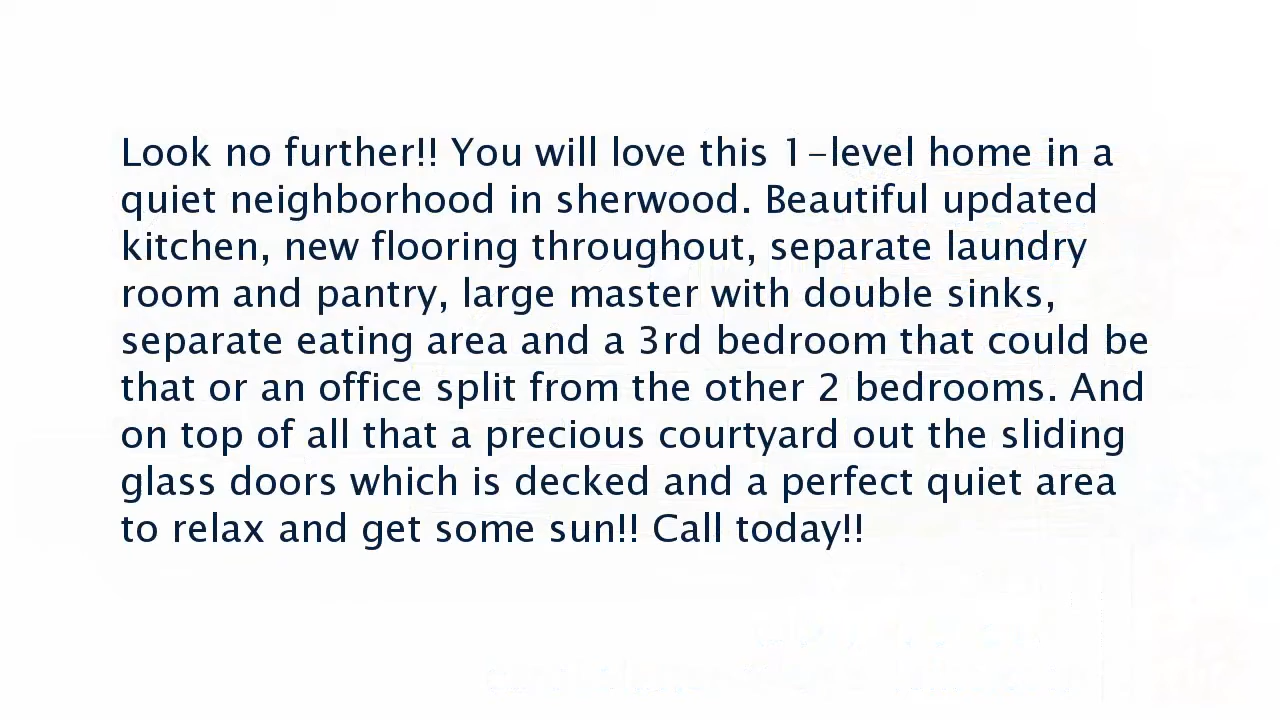 Look no further!! You will love this 1-level home in a
quiet neighborhood in sherwood. Beautiful updated
kitchen, new flooring throughout, separate laundry
room and pantry, large master with double sinks,
separate eating area and a 3rd bedroom that could be
that or an office split from the other 2 bedrooms. And
on top of all that a precious courtyard out the sliding
glass doors which is decked and a perfect quiet area
to relax and get some sun!! Call today!!